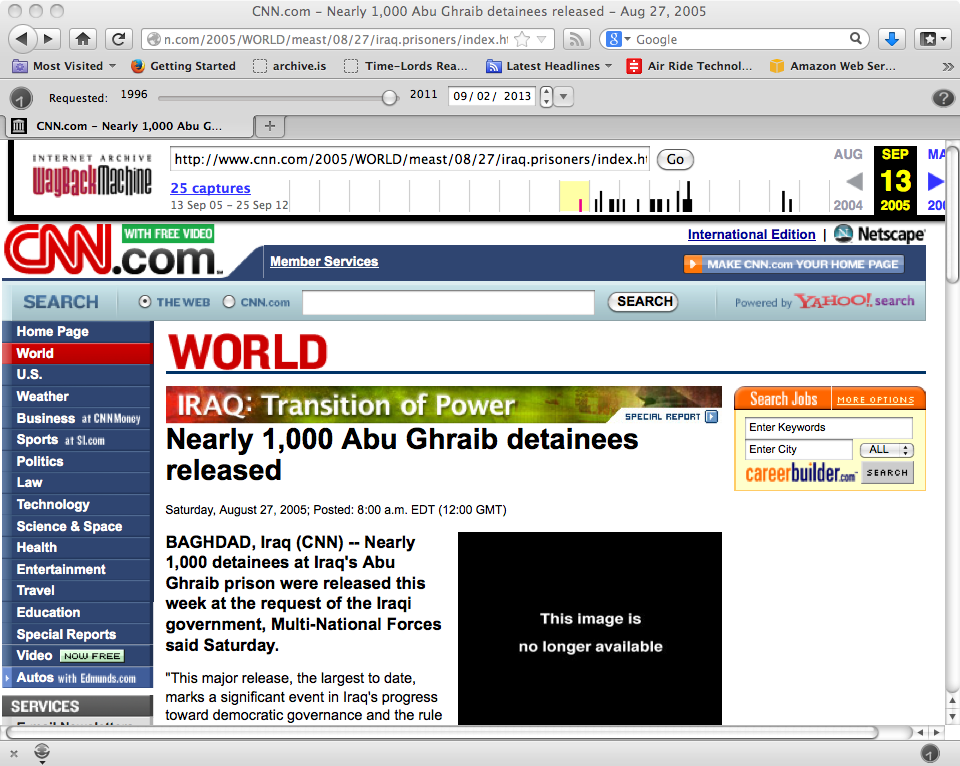 CNN.com – Nearly 1,000 Abu Ghraib detainees released – Aug 27, 2005
n.com/2005/WORLD/meast/08/27/iraq.prisoners/index.h
Google
Most Visited
Getting Started
archive.is
Time-Lords Rea...
Latest Headlines
Air Ride Technol...
Amazon Web Ser...
Requested: 1996 2011 09/02/2013
CNN.com – Nearly 1,000 Abu G...
INTERNET ARCHIVE
WayBackMachine
http://www.cnn.com/2005/WORLD/meast/08/27/iraq.prisoners/index.h
Go
25 captures
13 Sep 05 – 25 Sep 12
AUG SEP MA
13
2004 2005 200
CNN.com
WITH FREE VIDEO
International Edition | Netscape
Member Services
MAKE CNN.com YOUR HOME PAGE
SEARCH THE WEB CNN.com SEARCH Powered by YAHOO! search
Home Page
World
U.S.
Weather
Business at CNNMoney
Sports at SI.com
Politics
Law
Technology
Science & Space
Health
Entertainment
Travel
Education
Special Reports
Video NOW FREE
Autos with Edmunds.com
SERVICES
E-mail Newsletters
WORLD
IRAQ: Transition of Power
SPECIAL REPORT
Nearly 1,000 Abu Ghraib detainees
released
Saturday, August 27, 2005; Posted: 8:00 a.m. EDT (12:00 GMT)
BAGHDAD, Iraq (CNN) -- Nearly
1,000 detainees at Iraq's Abu
Ghraib prison were released this
week at the request of the Iraqi
government, Multi-National Forces
said Saturday.
"This major release, the largest to date,
marks a significant event in Iraq's progress
toward democratic governance and the rule
This image is
no longer available
Search Jobs MORE OPTIONS
Enter Keywords
Enter City ALL
careerbuilder.com SEARCH